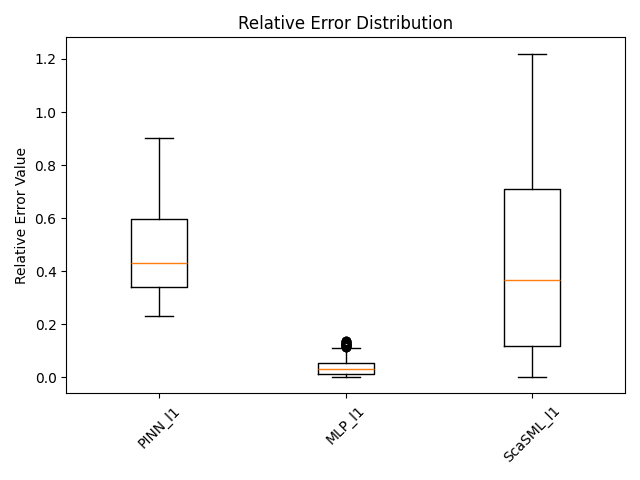 Relative Error Distribution
Relative Error Value
1.2
1.0
0.8
0.6
0.4
0.2
0.0
PINN_l1
MLP_l1
ScaSML_l1